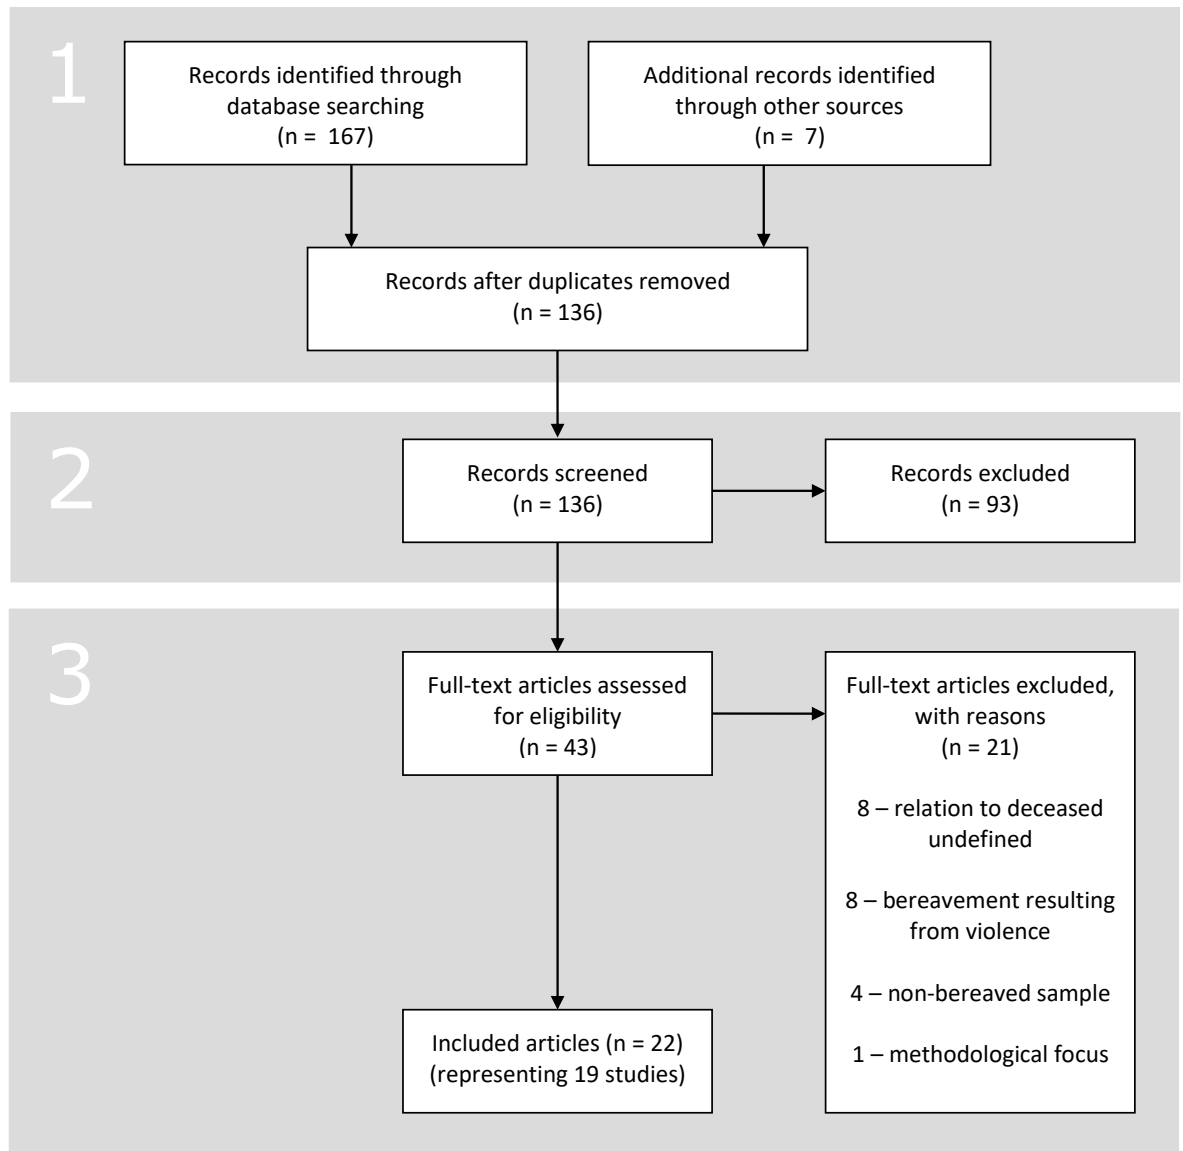 1
Records identified through
database searching
(n =  167)
Additional records identified
through other sources
(n =  7)
Records after duplicates removed
(n = 136)
2
Records screened
(n = 136)
Records excluded
(n = 93)
3
Full-text articles assessed
for eligibility
(n = 43)
Full-text articles excluded,
with reasons
(n = 21)
8 – relation to deceased
undefined
8 – bereavement resulting
from violence
4 – non-bereaved sample
1 – methodological focus
Included articles (n = 22)
(representing 19 studies)